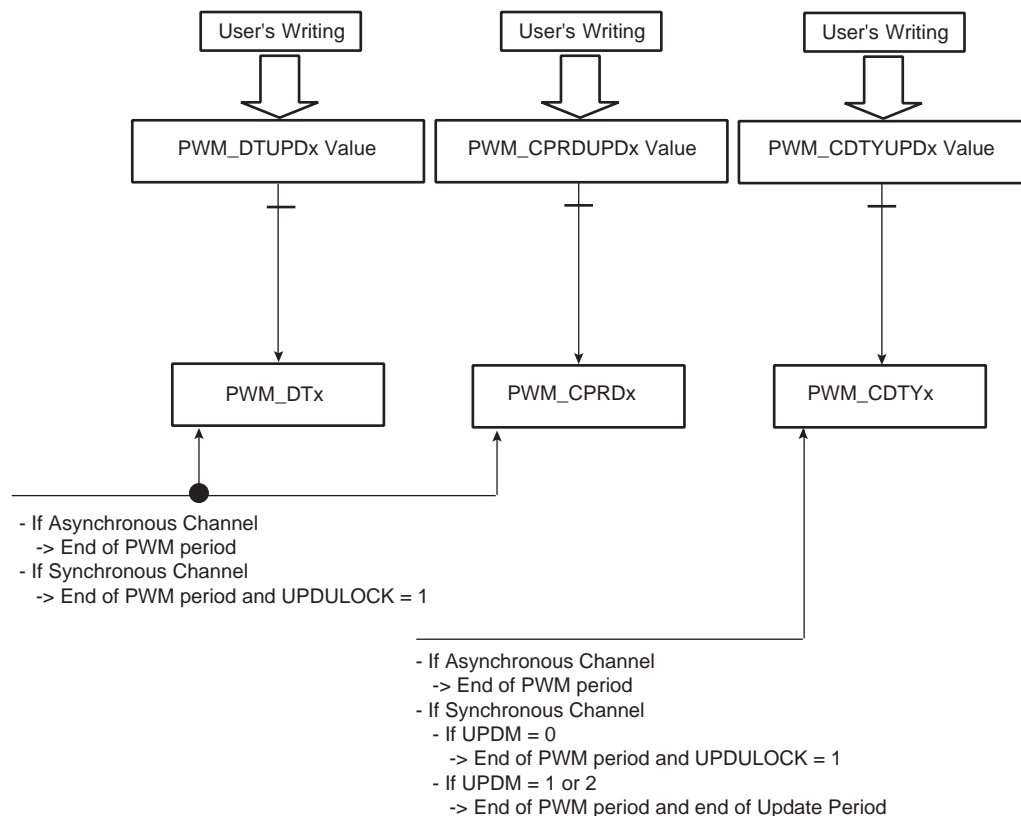 User's Writing
User's Writing
User's Writing
PWM_DTUPDx Value
PWM_CPRDUPDx Value
PWM_CDTYUPDx Value
PWM_DTx
PWM_CPRDx
PWM_CDTYx
- If Asynchronous Channel
-> End of PWM period
- If Synchronous Channel
-> End of PWM period and UPDULOCK = 1
- If Asynchronous Channel
-> End of PWM period
- If Synchronous Channel
- If UPDM = 0
-> End of PWM period and UPDULOCK = 1
- If UPDM = 1 or 2
-> End of PWM period and end of Update Period